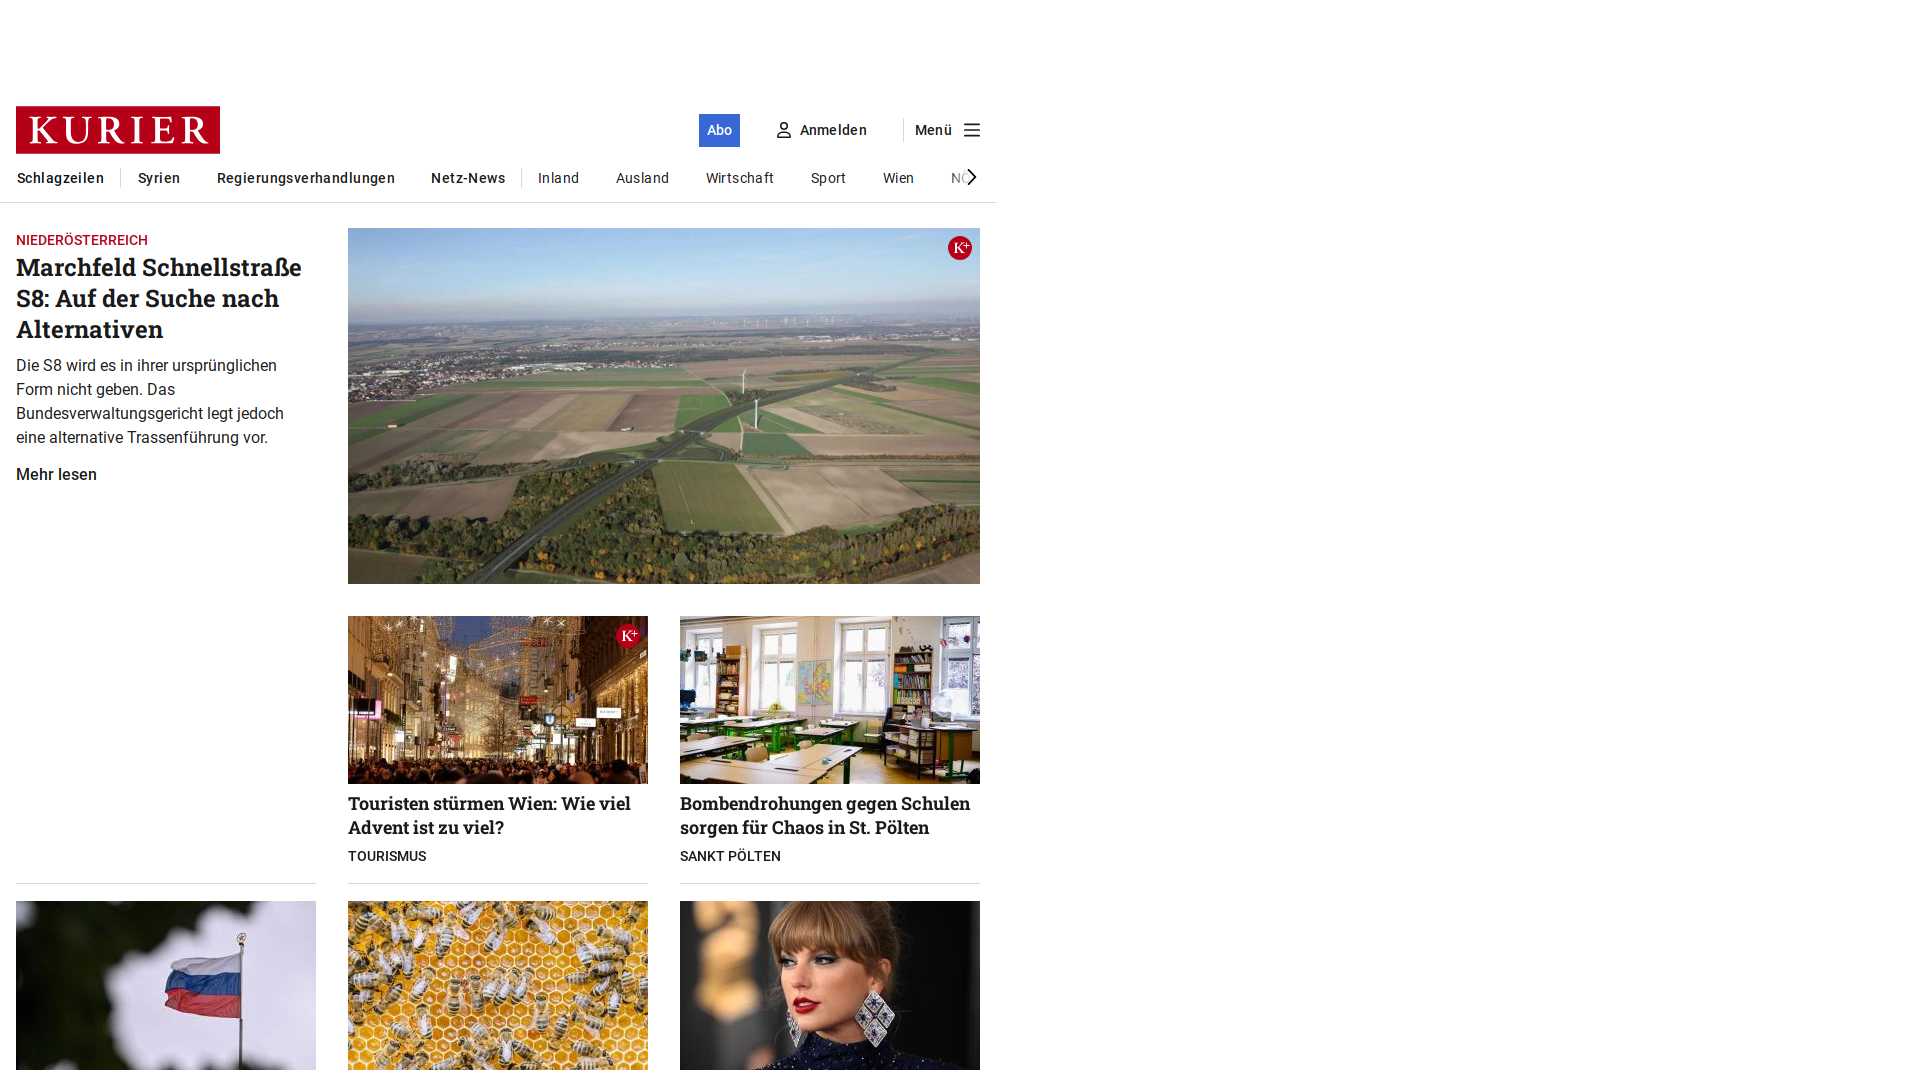 KURIER
Abo
Anmelden
Menü
Schlagzeilen
Syrien
Regierungsverhandlungen
Netz-News
Inland
Ausland
Wirtschaft
Sport
Wien
NÖ
NIEDERÖSTERREICH
Marchfeld Schnellstraße
S8: Auf der Suche nach
Alternativen
Die S8 wird es in ihrer ursprünglichen
Form nicht geben. Das
Bundesverwaltungsgericht legt jedoch
eine alternative Trassenführung vor.
Mehr lesen
K+
K+
Touristen stürmen Wien: Wie viel
Advent ist zu viel?
TOURISMUS
Bombendrohungen gegen Schulen
sorgen für Chaos in St. Pölten
SANKT PÖLTEN